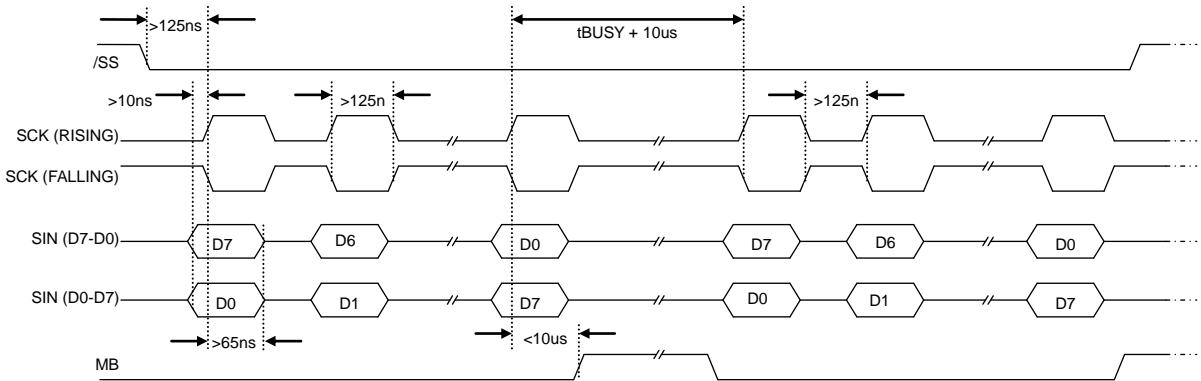 >125ns
tBUSY + 10us
/SS
>10ns
>125n
>125n
SCK (RISING)
SCK (FALLING)
SIN (D7-D0) D7 D6 D0 D7 D6 D0
SIN (D0-D7) D0 D1 D7 D0 D1 D7
>65ns
<10us
MB